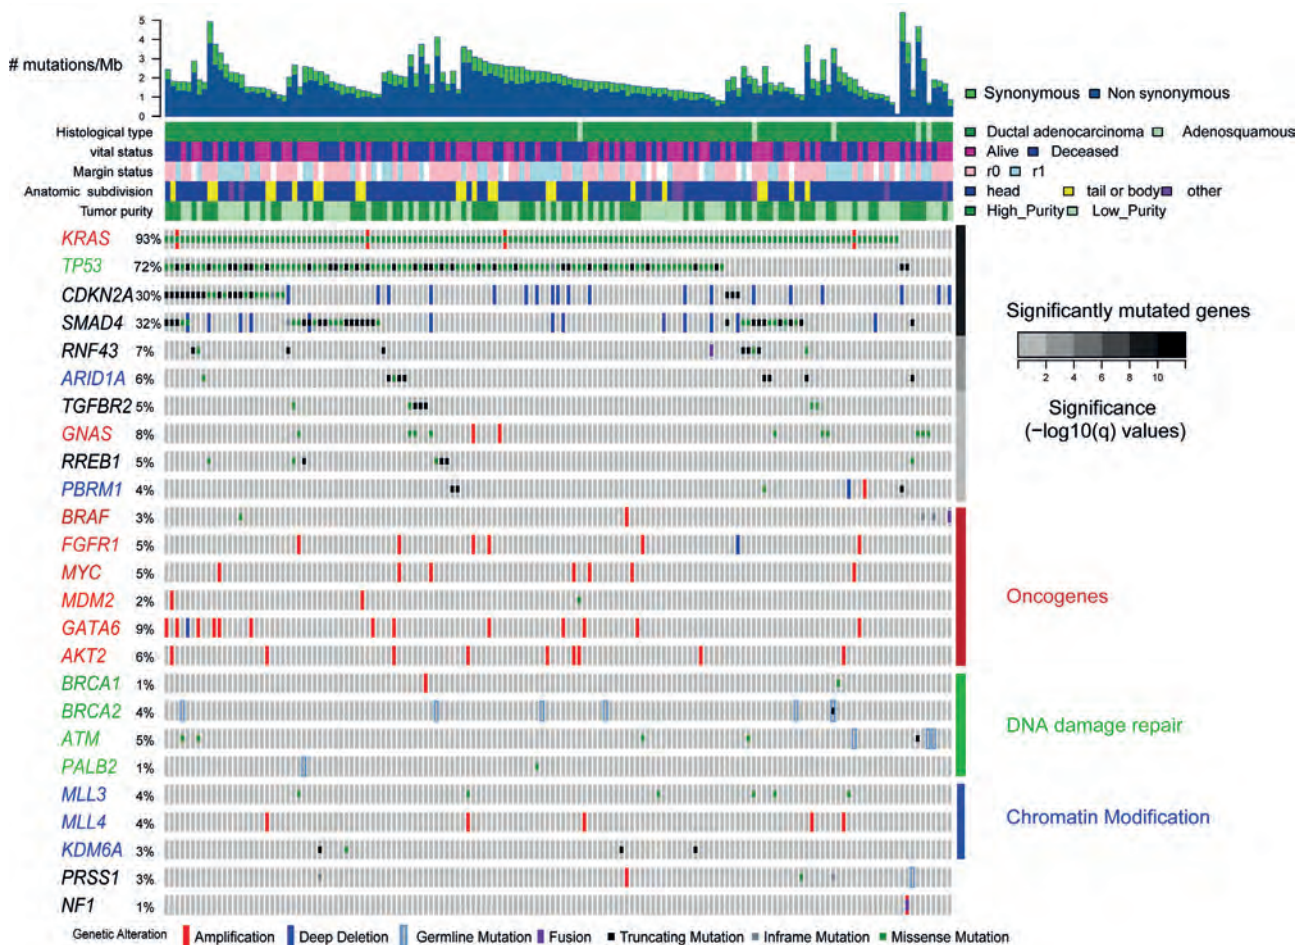 5
4
3
2
1
0
# mutations/Mb
Synonymous Non synonymous
Histological type
Ductal adenocarcinoma Adenosquamous
vital status
Alive Deceased
Margin status
r0 r1
Anatomic subdivision
head tail or body other
Tumor purity
High_Purity Low_Purity
KRAS 93%
TP53 72%
CDKN2A 30%
SMAD4 32%
RNF43 7%
ARID1A 6%
TGFBR2 5%
GNAS 8%
RREB1 5%
PBRM1 4%
Significantly mutated genes
2 4 6 8 10
Significance
(−log10(q) values)
BRAF 3%
FGFR1 5%
MYC 5%
MDM2 2%
GATA6 9%
AKT2 6%
Oncogenes
BRCA1 1%
BRCA2 4%
ATM 5%
PALB2 1%
DNA damage repair
MLL3 4%
MLL4 4%
KDM6A 3%
Chromatin Modification
PRSS1 3%
NF1 1%
Genetic Alteration Amplification Deep Deletion Germline Mutation Fusion Truncating Mutation Inframe Mutation Missense Mutation